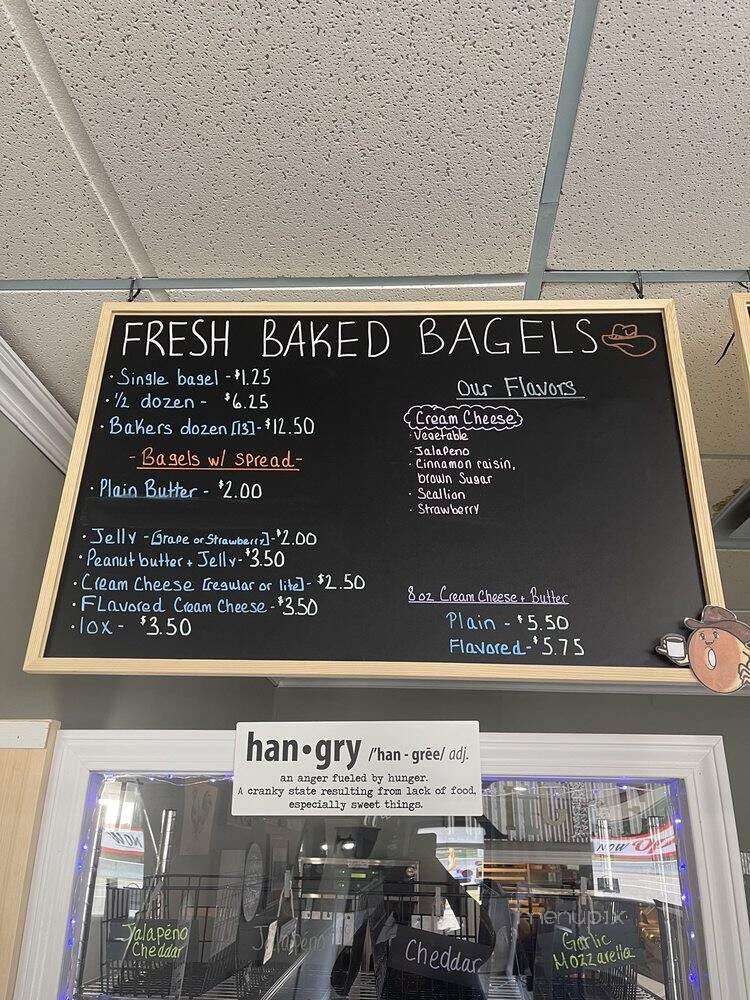 FRESH BAKED BAGELS
· Single bagel - $1.25
· 1/2 dozen - $6.25
· Bakers dozen [13] - $12.50
- Bagels w/ spread -
· Plain Butter - $2.00
· Jelly - [Grape or Strawberry] - $2.00
· Peanut butter + Jelly - $3.50
· Cream Cheese [regular or lite] - $2.50
· Flavored Cream Cheese - $3.50
· lox - $3.50
Our Flavors
Cream Cheese
· Vegetable
· Jalapeno
· Cinnamon raisin,
brown Sugar
· Scallion
· Strawberry
8 oz Cream Cheese + Butter
Plain - $5.50
Flavored - $5.75
han•gry /'han - grēe/ adj.
an anger fueled by hunger.
A cranky state resulting from lack of food,
especially sweet things.
Jalapeño
Cheddar
Jalapeño
Cheddar
Garlic
Mozzarella
NOW
menupix